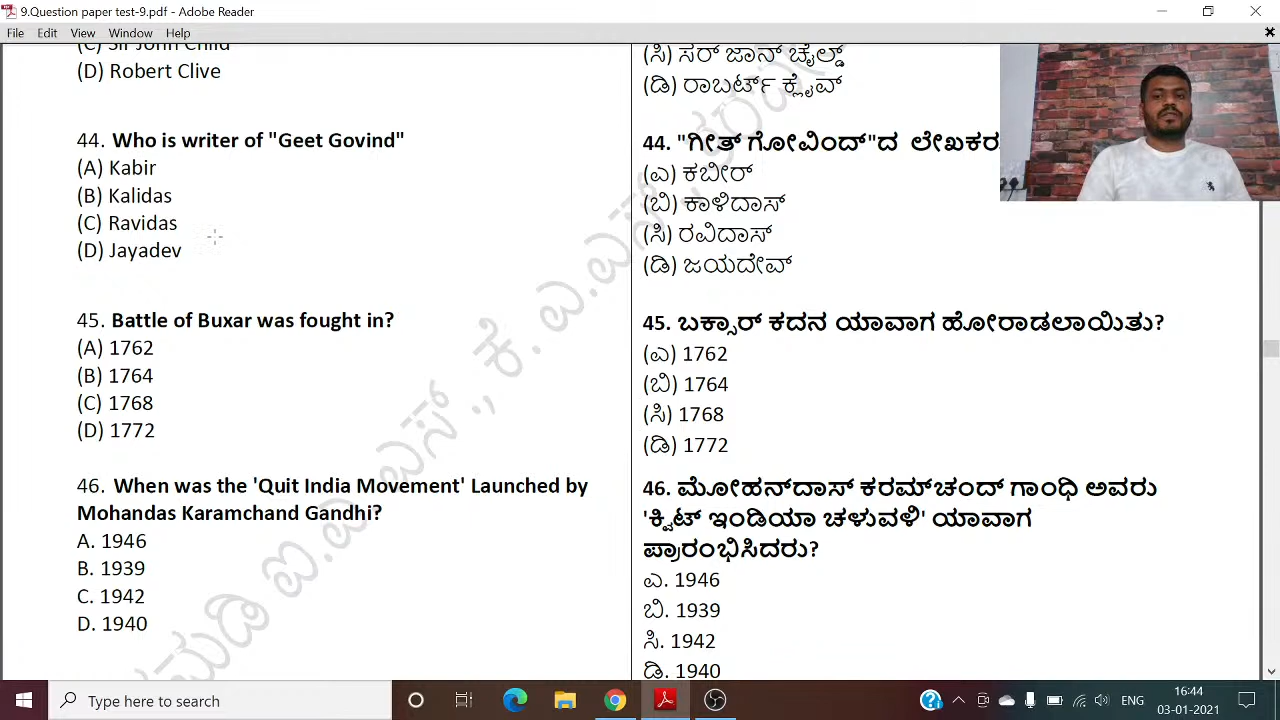 9.Question paper test-9.pdf - Adobe Reader
File Edit View Window Help
(C) Sir John Child
(D) Robert Clive
44. Who is writer of "Geet Govind"
(A) Kabir
(B) Kalidas
(C) Ravidas
(D) Jayadev
45. Battle of Buxar was fought in?
(A) 1762
(B) 1764
(C) 1768
(D) 1772
46. When was the 'Quit India Movement' Launched by
Mohandas Karamchand Gandhi?
A. 1946
B. 1939
C. 1942
D. 1940
(ಸಿ) ಸರ್ ಜಾನ್ ಚೈಲ್ಡ್
(ಡಿ) ರಾಬರ್ಟ್ ಕ್ಲೈವ್
44. "ಗೀತ್ ಗೋವಿಂದ್"ದ ಲೇಖಕರ
(ಎ) ಕಬೀರ್
(ಬಿ) ಕಾಳಿದಾಸ್
(ಸಿ) ರವಿದಾಸ್
(ಡಿ) ಜಯದೇವ್
45. ಬಕ್ಸಾರ್ ಕದನ ಯಾವಾಗ ಹೋರಾಡಲಾಯಿತು?
(ಎ) 1762
(ಬಿ) 1764
(ಸಿ) 1768
(ಡಿ) 1772
46. ಮೋಹನ್‌ದಾಸ್ ಕರಮ್‌ಚಂದ್ ಗಾಂಧಿ ಅವರು
'ಕ್ವಿಟ್ ಇಂಡಿಯಾ ಚಳುವಳಿ' ಯಾವಾಗ
ಪ್ರಾರಂಭಿಸಿದರು?
ಎ. 1946
ಬಿ. 1939
ಸಿ. 1942
ಡಿ. 1940
Type here to search
ENG
16:44
03-01-2021